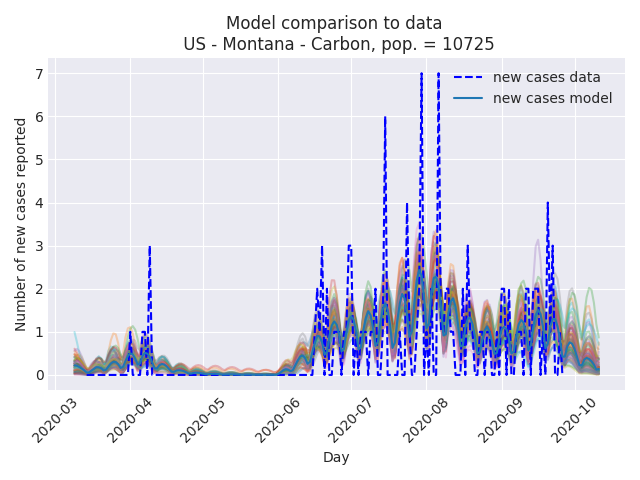 Model comparison to data
US - Montana - Carbon, pop. = 10725
new cases data
new cases model
Number of new cases reported
7
6
5
4
3
2
1
0
2020-03
2020-04
2020-05
2020-06
2020-07
2020-08
2020-09
2020-10
Day